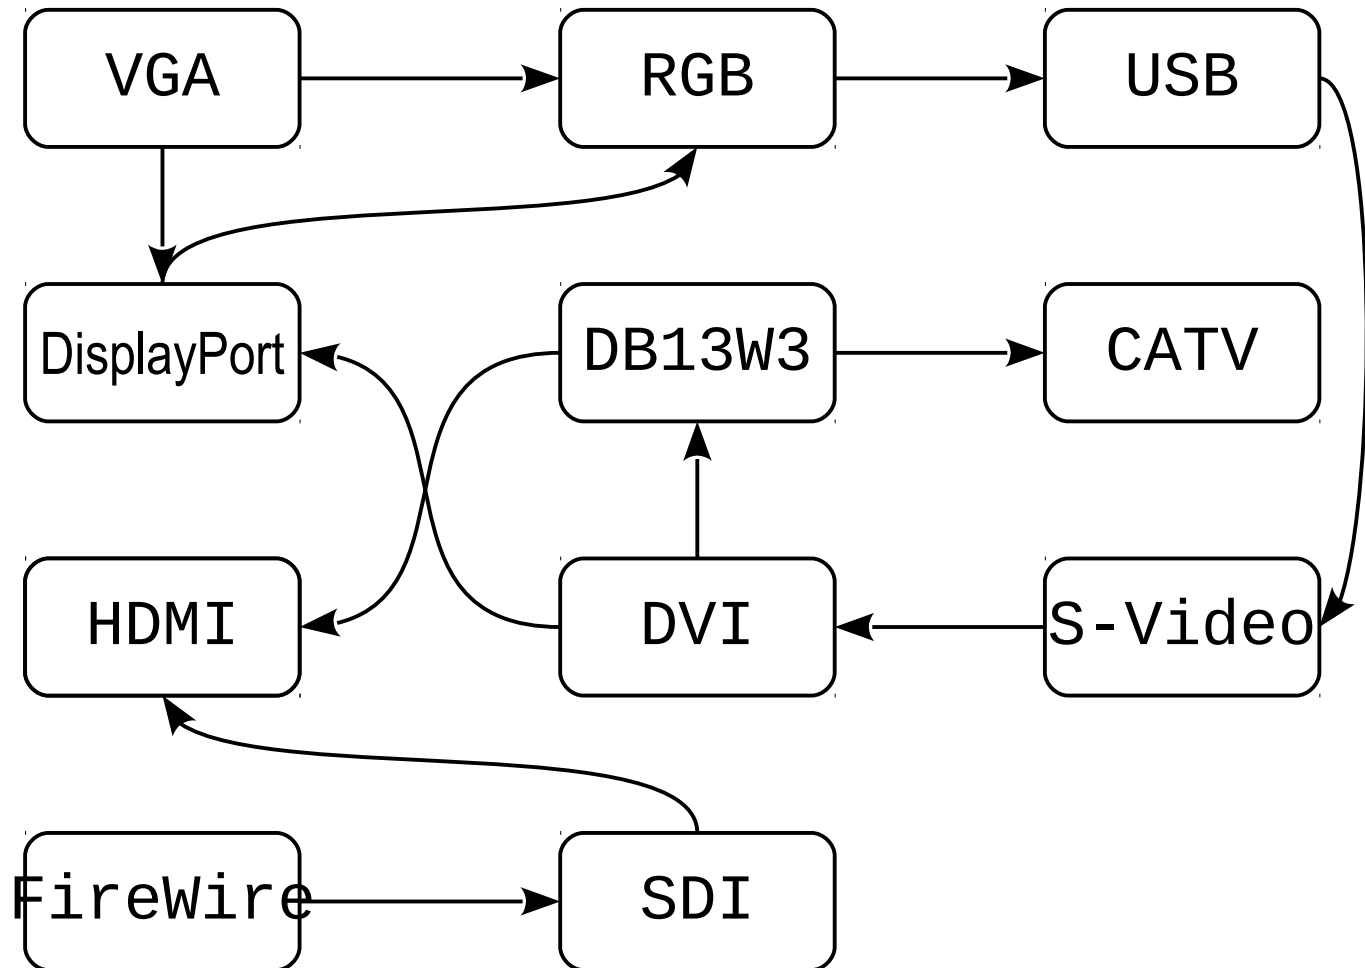 VGA
RGB
USB
DisplayPort
DB13W3
CATV
HDMI
DVI
S-Video
FireWire
SDI